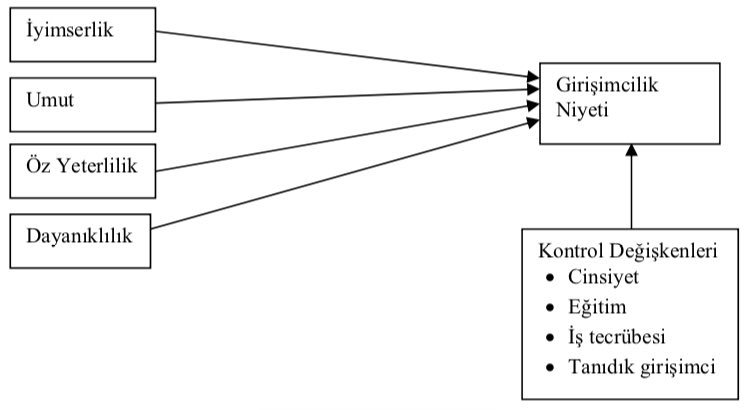 İyimserlik
Umut
Öz Yeterlilik
Dayanıklılık
Girişimcilik
Niyeti
Kontrol Değişkenleri
• Cinsiyet
• Eğitim
• İş tecrübesi
• Tanıdık girişimci